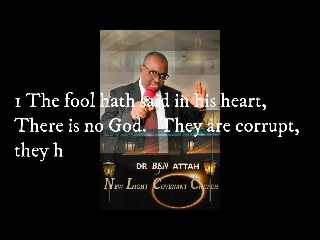 1 The fool hath said in his heart,
There is no God. They are corrupt,
they h
DR BEN ATTAH
New Light Covenant Church